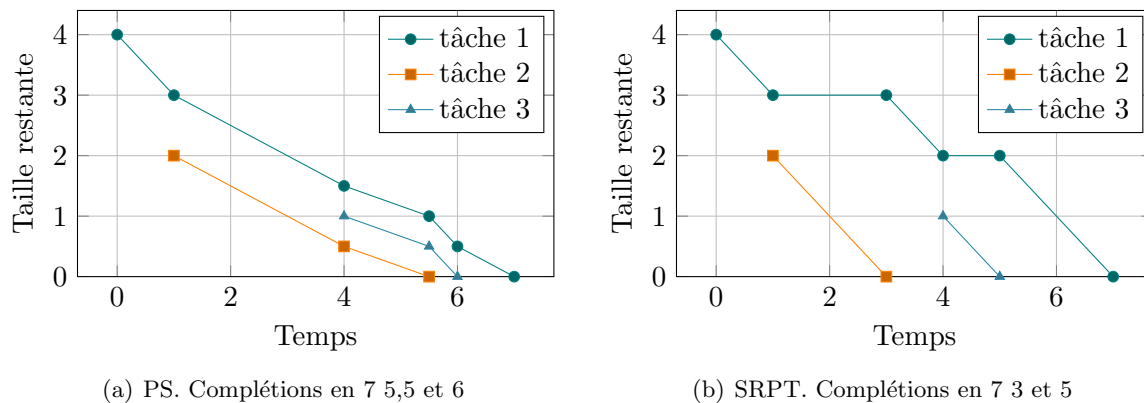 4
3
2
1
0
Taille restante
tâche 1
tâche 2
tâche 3
0 2 4 6
Temps
(a) PS. Complétions en 7 5,5 et 6
4
3
2
1
0
Taille restante
tâche 1
tâche 2
tâche 3
0 2 4 6
Temps
(b) SRPT. Complétions en 7 3 et 5